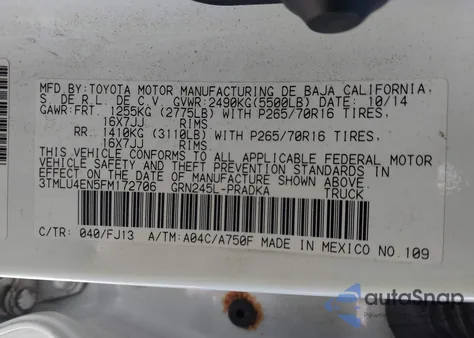 MFD BY:TOYOTA MOTOR MANUFACTURING DE BAJA CALIFORNIA,
S. DE R.L. DE C.V. GVWR:2490KG(5500LB) DATE: 10/14
GAWR:FRT. 1255KG (2775LB) WITH P265/70R16 TIRES,
16X7JJ RIMS
RR. 1410KG (3110LB) WITH P265/70R16 TIRES,
16X7JJ RIMS
THIS VEHICLE CONFORMS TO ALL APPLICABLE FEDERAL MOTOR
VEHICLE SAFETY AND THEFT PREVENTION STANDARDS IN EFFECT
ON THE DATE OF MANUFACTURE SHOWN ABOVE.
3TMLU4EN5FM172706 GRN245L-PRADKA TRUCK
C/TR: 040/FJ13 A/TM:A04C/A750F MADE IN MEXICO NO.109
autoSnap